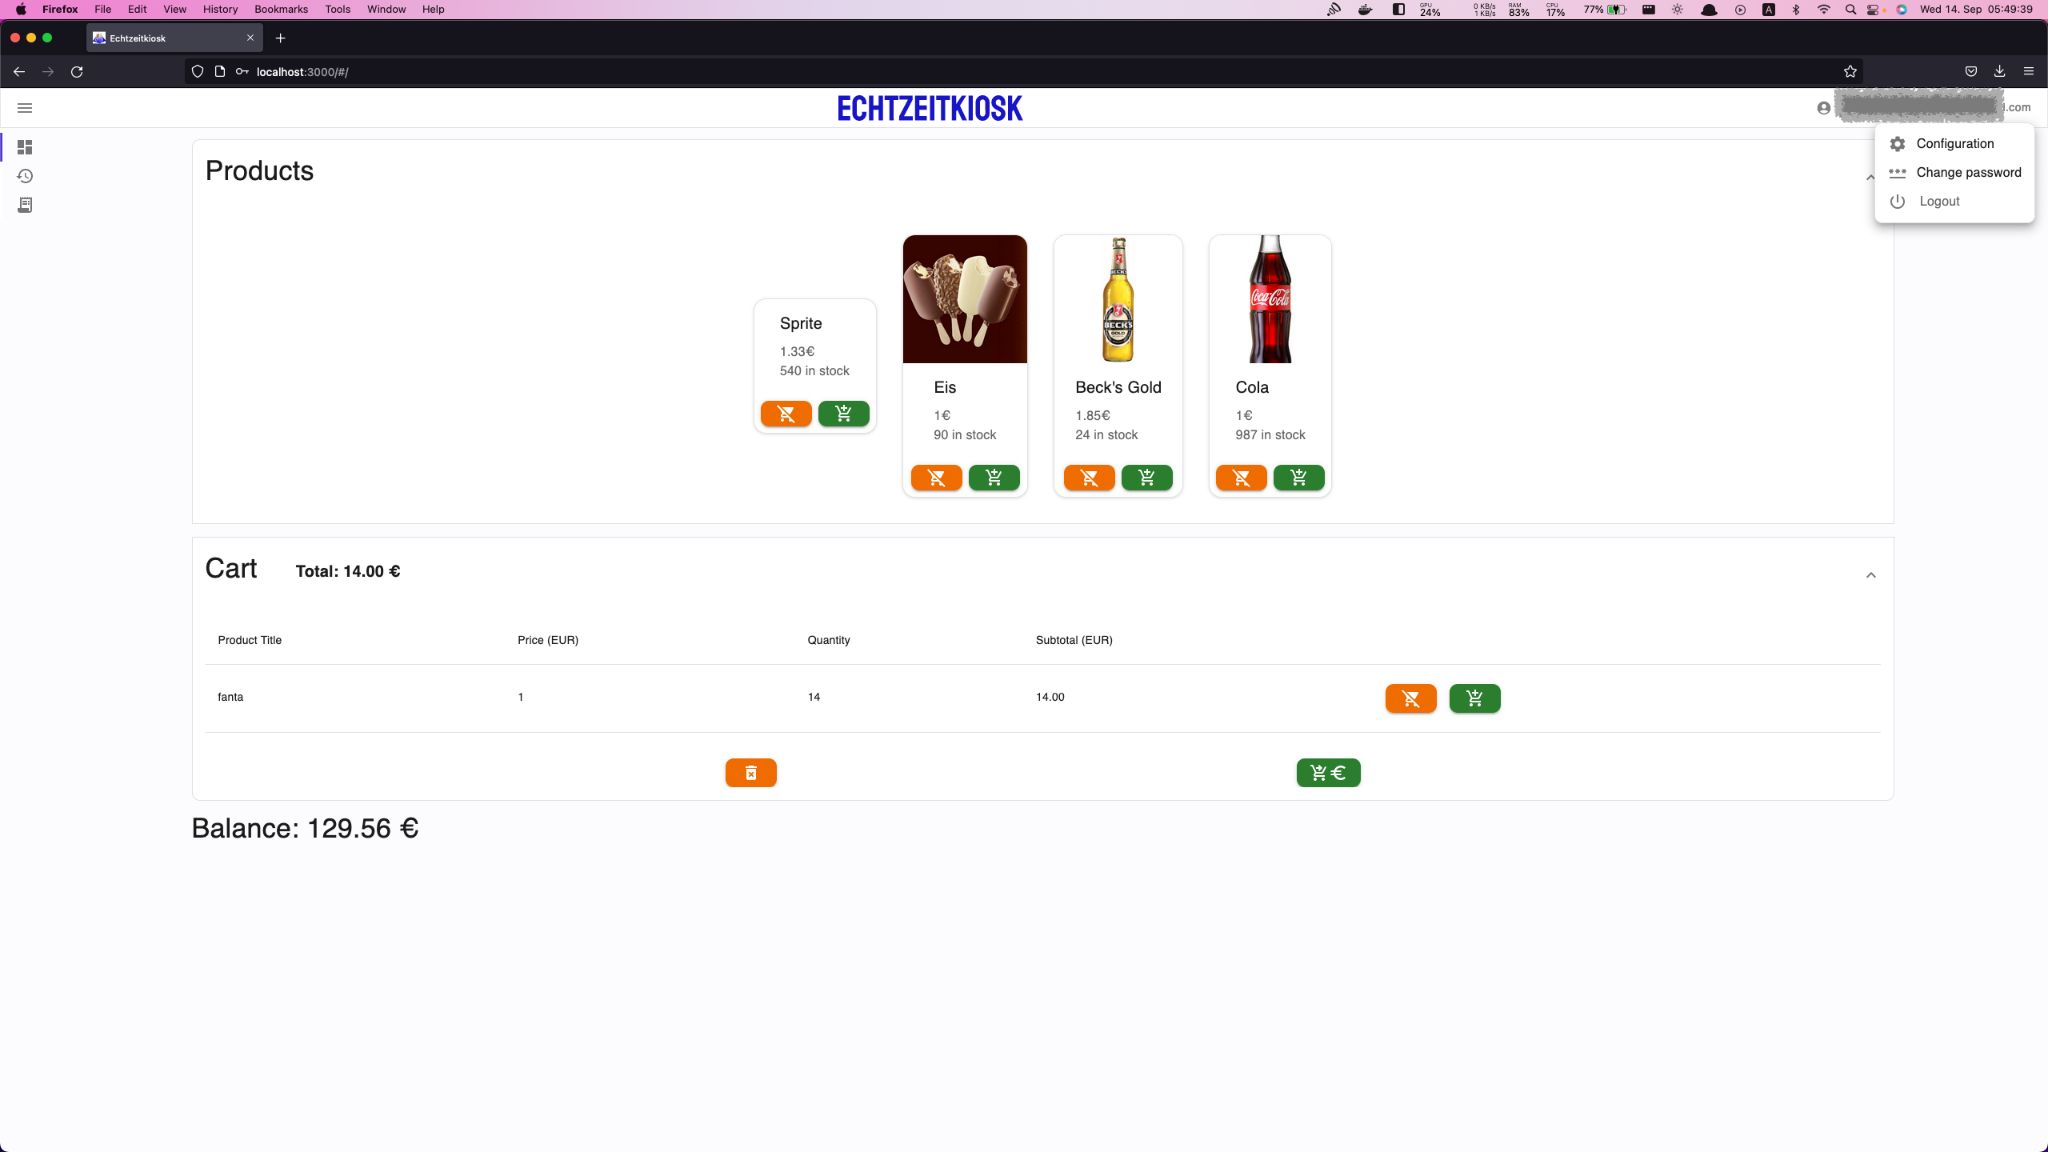 Firefox File Edit View History Bookmarks Tools Window Help GPU 24% 0 KB/s 1 KB/s RAM 83% CPU 17% 77% A Wed 14. Sep 05:49:39
Echtzeitkiosk
localhost:3000/#/
ECHTZEITKIOSK
.com
Configuration
Change password
Logout
Products
Sprite
1.33€
540 in stock
Eis
1€
90 in stock
BECK'S
GOLD
Beck's Gold
1.85€
24 in stock
Coca-Cola
Cola
1€
987 in stock
Cart Total: 14.00 €
Product Title Price (EUR) Quantity Subtotal (EUR)
fanta 1 14 14.00
€
Balance: 129.56 €